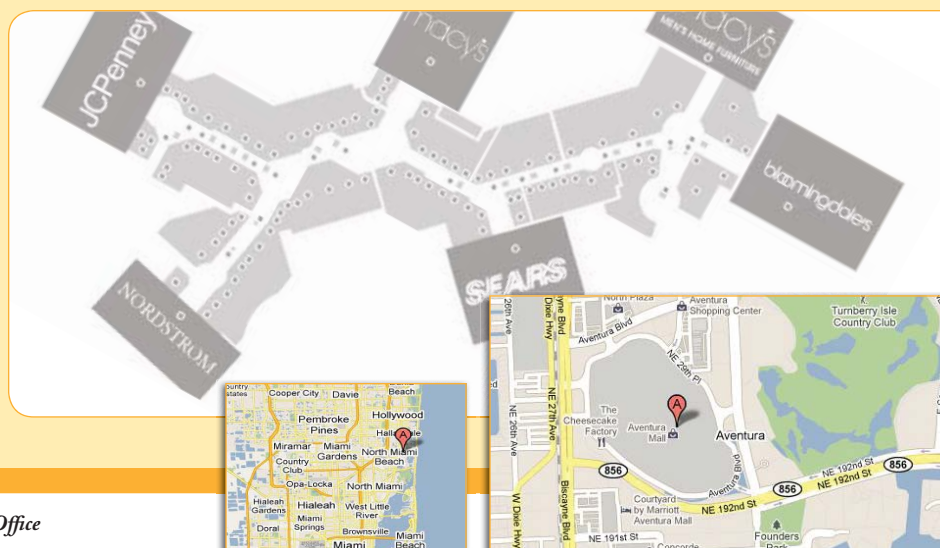 JCPenney
macy's
macy's
MEN'S HOME FURNITURE
bloomingdale's
NORDSTROM
SEARS
Cooper City
Davie
Beach
Hollywood
Pembroke
Pines
Miramar
Miami
Gardens
North Miami
Beach
Country
Club
Opa-Locka
North Miami
Hialeah
Gardens
Hialeah
West Little
River
Miami
Springs
Doral
Brownsville
Miami
Miami
Beach
26th Ave
Dixie Hwy
yne Blvd
North Plaza
Aventura
Shopping Center
Turnberry Isle
Country Club
Aventura Blvd
NE 29th Pl
NE 27th Ave
NE 26th Ave
The
Cheesecake
Factory
A
Aventura
Mall
Aventura
856
Aventura Blvd
NE 192nd St
856
NE 192nd St
856
NE 192nd St
W Dixie Hwy
Biscayne Blvd
Courtyard
by Marriott
Aventura Mall
NE 191st St
Concorde
Founders
Park
Office